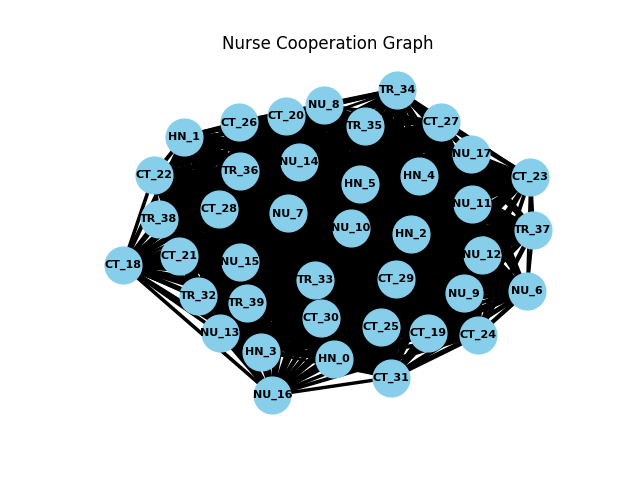 Nurse Cooperation Graph
TR_34
NU_8
CT_20
CT_26
CT_27
TR_35
HN_1
NU_17
NU_14
TR_36
CT_22
HN_4
CT_23
HN_5
NU_11
CT_28
NU_7
TR_38
NU_10
TR_37
HN_2
NU_12
CT_21
NU_15
CT_18
CT_29
TR_33
NU_6
NU_9
TR_32
TR_39
CT_30
CT_25
NU_13
CT_19
CT_24
HN_3
HN_0
CT_31
NU_16